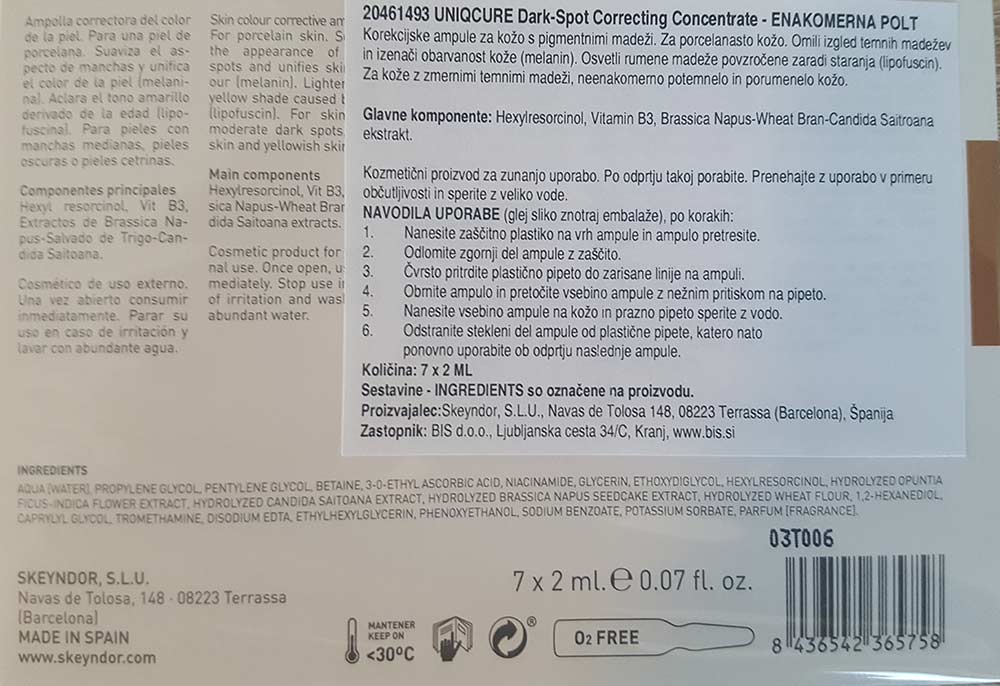 Ampolla correctora del color
de la piel. Para una piel de
porcelana. Suaviza el as-
pecto de manchas y unifica
el color de la piel (melani-
na). Aclara el tono amarillo
derivado de la edad (lipo-
fuscina). Para pieles con
manchas medianas, pieles
oscuras o pieles cetrinas.
Componentes principales
Hexyl resorcinol, Vit B3,
Extractos de Brassica Na-
pus-Salvado de Trigo-Can-
dida Saitoana.
Cosmético de uso externo.
Una vez abierto consumir
inmediatamente. Parar su
uso en caso de irritación y
lavar con abundante agua.
Skin colour corrective am
For porcelain skin.
the appearance of
spots and unifies ski
our (melanin). Lighter
yellow shade caused
(lipofuscin). For skin
moderate dark spots
skin and yellowish skin
Main components
Hexylresorcinol, Vit B3,
sica Napus-Wheat Bran
dida Saitoana extracts.
Cosmetic product for
nal use. Once open, u
mediately. Stop use i
of irritation and was
abundant water.
20461493 UNIQCURE Dark-Spot Correcting Concentrate - ENAKOMERNA POLT
Korekcijske ampule za kožo s pigmentnimi madeži. Za porcelanasto kožo. Omili izgled temnih madežev
in izenači obarvanost kože (melanin). Osvetli rumene madeže povzročene zaradi staranja (lipofuscin).
Za kože z zmernimi temnimi madeži, neenakomerno potemnelo in porumenelo kožo.
Glavne komponente: Hexylresorcinol, Vitamin B3, Brassica Napus-Wheat Bran-Candida Saitroana
ekstrakt.
Kozmetični proizvod za zunanjo uporabo. Po odprtju takoj porabite. Prenehajte z uporabo v primeru
občutljivosti in sperite z veliko vode.
NAVODILA UPORABE (glej sliko znotraj embalaže), po korakih:
1. Nanesite zaščitno plastiko na vrh ampule in ampulo pretresite.
2. Odlomite zgornji del ampule z zaščito.
3. Čvrsto pritrdite plastično pipeto do zarisane linije na ampuli.
4. Obrnite ampulo in pretočite vsebino ampule z nežnim pritiskom na pipeto.
5. Nanesite vsebino ampule na kožo in prazno pipeto sperite z vodo.
6. Odstranite stekleni del ampule od plastične pipete, katero nato
ponovno uporabite ob odprtju naslednje ampule.
Količina: 7 x 2 ML
Sestavine - INGREDIENTS so označene na proizvodu.
Proizvajalec:Skeyndor, S.L.U., Navas de Tolosa 148, 08223 Terrassa (Barcelona), Španija
Zastopnik: BIS d.o.o., Ljubljanska cesta 34/C, Kranj, www.bis.si
INGREDIENTS
AQUA (WATER), PROPYLENE GLYCOL, PENTYLENE GLYCOL, BETAINE, 3-O-ETHYL ASCORBIC ACID, NIACINAMIDE, GLYCERIN, ETHOXYDIGLYCOL, HEXYLRESORCINOL, HYDROLYZED OPUNTIA
FICUS-INDICA FLOWER EXTRACT, HYDROLYZED CANDIDA SAITOANA EXTRACT, HYDROLYZED BRASSICA NAPUS SEEDCAKE EXTRACT, HYDROLYZED WHEAT FLOUR, 1,2-HEXANEDIOL,
CAPRYLYL GLYCOL, TROMETHAMINE, DISODIUM EDTA, ETHYLHEXYLGLYCERIN, PHENOXYETHANOL, SODIUM BENZOATE, POTASSIUM SORBATE, PARFUM (FRAGRANCE).
03T006
SKEYNDOR, S.L.U.
Navas de Tolosa, 148 - 08223 Terrassa
(Barcelona)
MADE IN SPAIN
www.skeyndor.com
7 x 2 ml. ℮ 0.07 fl. oz.
MANTENER
KEEP ON
<30ºC
®
O2 FREE
8 436542 365758